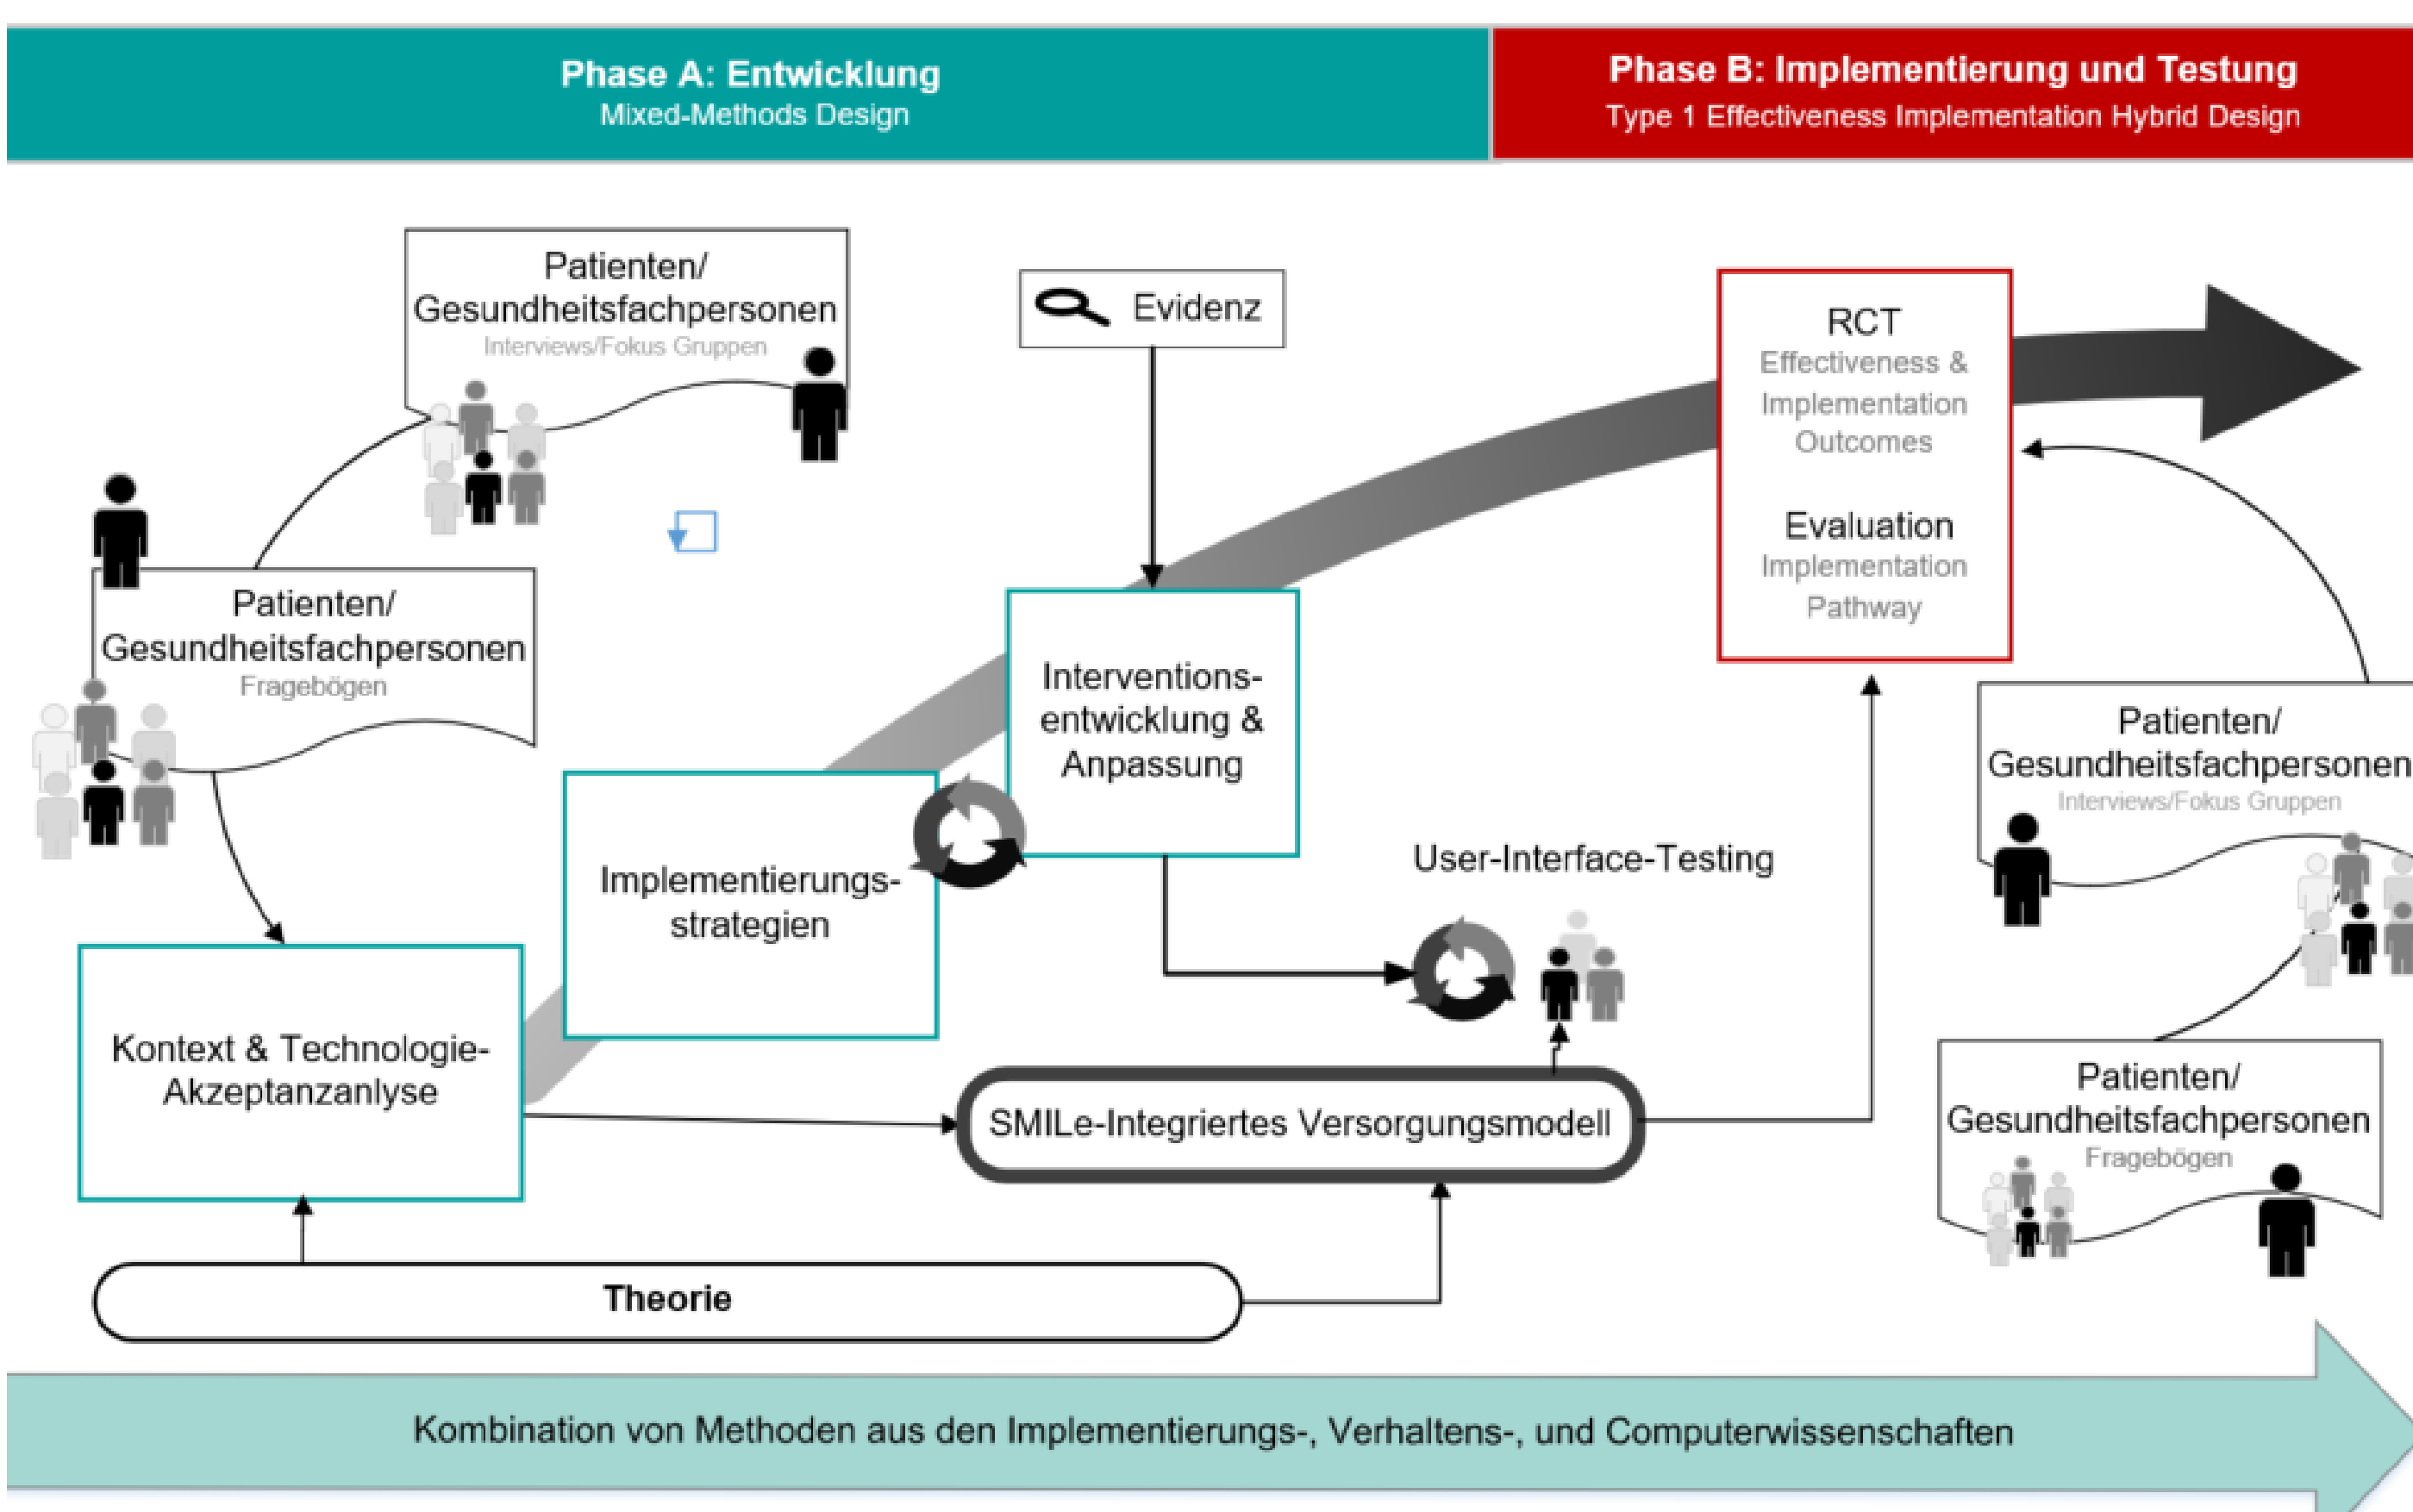 Phase A: Entwicklung
Mixed-Methods Design
Phase B: Implementierung und Testung
Type 1 Effectiveness Implementation Hybrid Design
Patienten/
Gesundheitsfachpersonen
Interviews/Fokus Gruppen
Evidenz
RCT
Effectiveness &
Implementation
Outcomes
Evaluation
Implementation
Pathway
Patienten/
Gesundheitsfachpersonen
Fragebögen
Interventions-
entwicklung &
Anpassung
Patienten/
Gesundheitsfachpersonen
Interviews/Fokus Gruppen
Implementierungs-
strategien
User-Interface-Testing
Kontext & Technologie-
Akzeptanzanlyse
SMILe-Integriertes Versorgungsmodell
Patienten/
Gesundheitsfachpersonen
Fragebögen
Theorie
Kombination von Methoden aus den Implementierungs-, Verhaltens-, und Computerwissenschaften